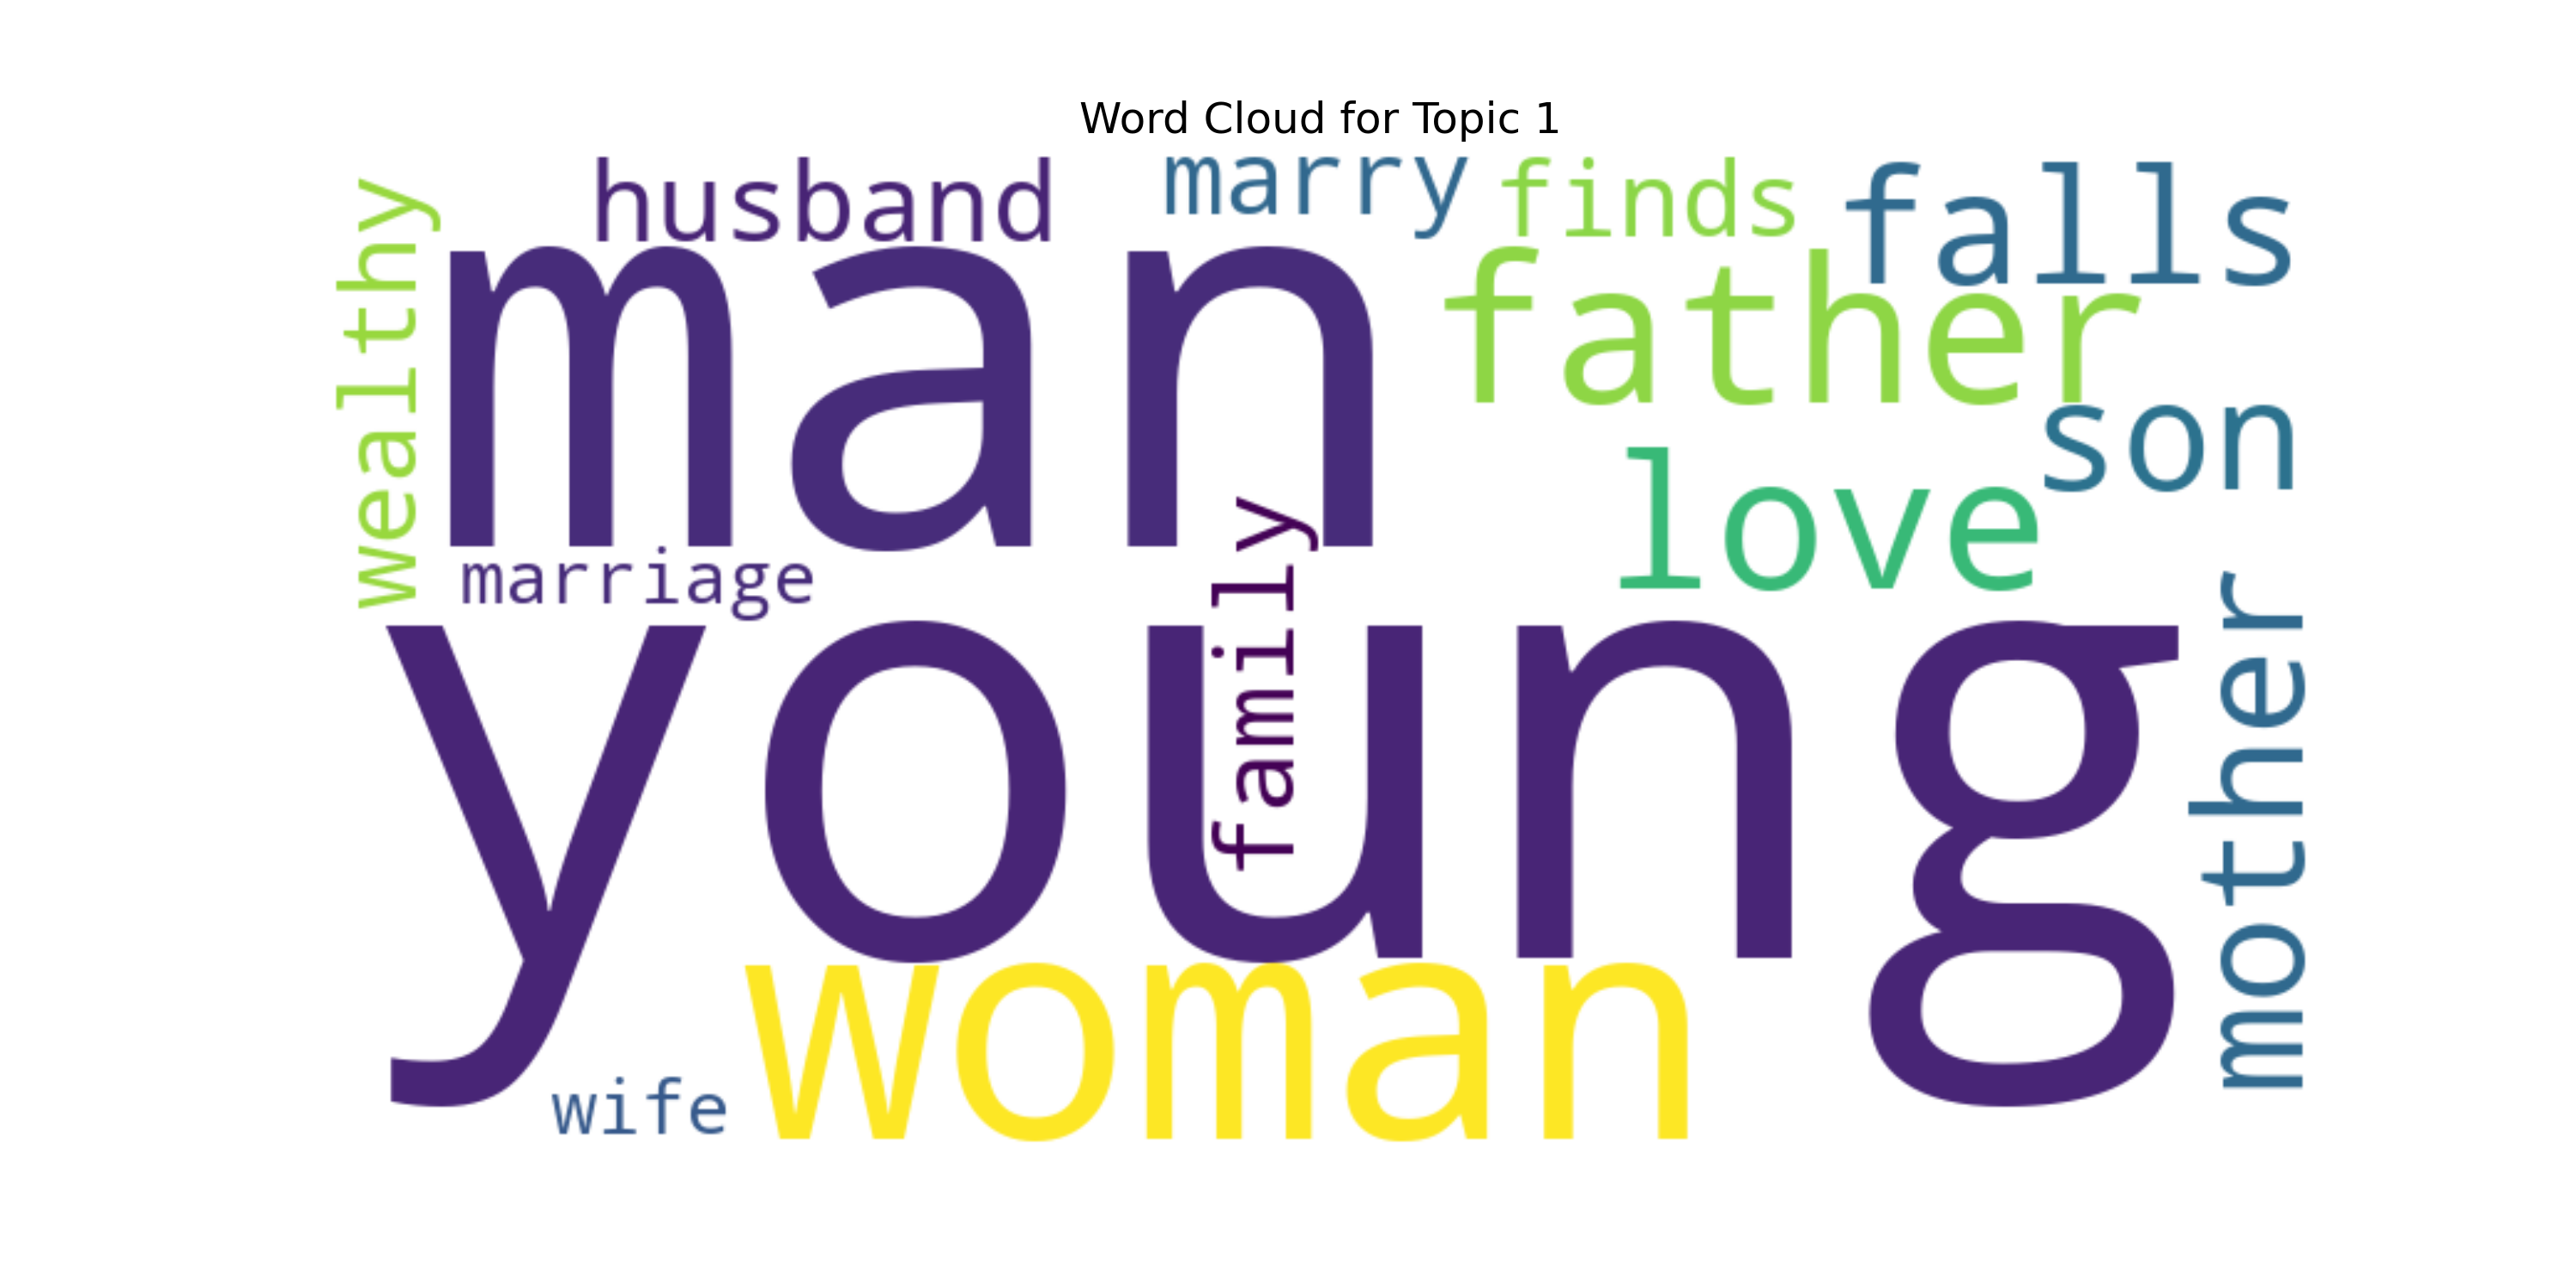 Word Cloud for Topic 1
husband
marry
finds
falls
wealthy
man
father
son
love
marriage
family
young
mother
woman
wife